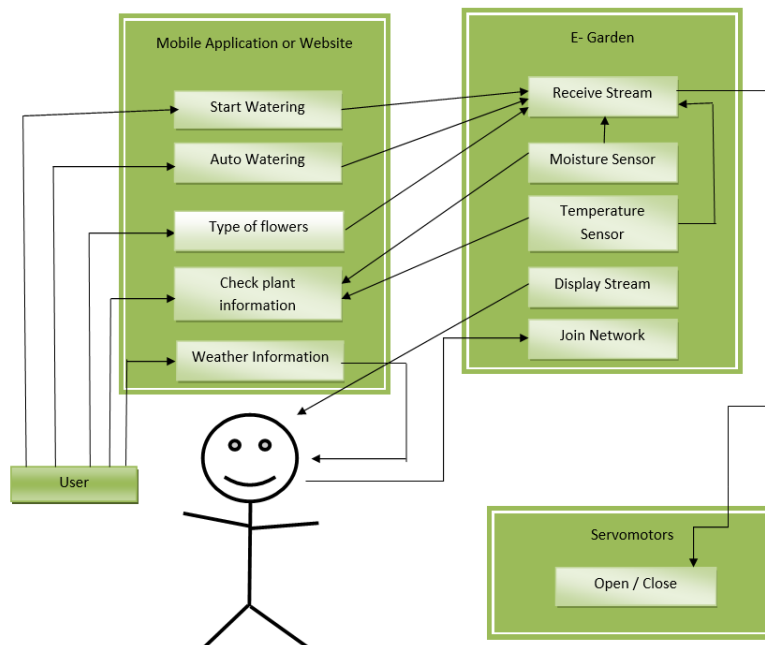 Mobile Application or Website
Start Watering
Auto Watering
Type of flowers
Check plant
information
Weather Information
User
E- Garden
Receive Stream
Moisture Sensor
Temperature
Sensor
Display Stream
Join Network
Servomotors
Open / Close